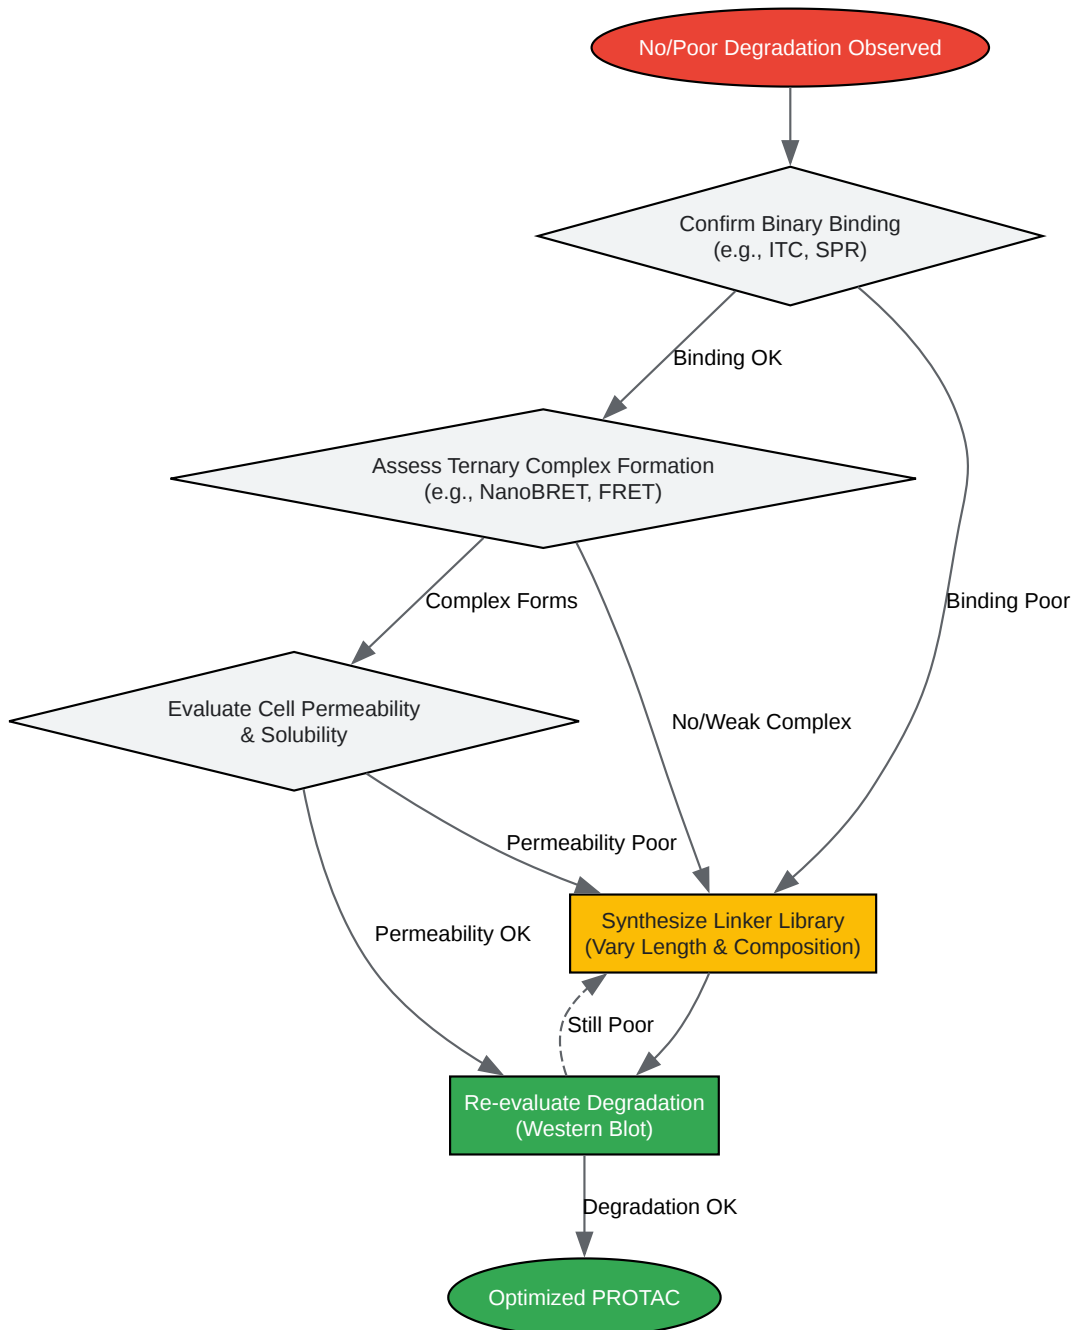 No/Poor Degradation Observed
Confirm Binary Binding
(e.g., ITC, SPR)
Binding OK
Assess Ternary Complex Formation
(e.g., NanoBRET, FRET)
Complex Forms
Binding Poor
Evaluate Cell Permeability
& Solubility
No/Weak Complex
Permeability Poor
Permeability OK
Synthesize Linker Library
(Vary Length & Composition)
Still Poor
Re-evaluate Degradation
(Western Blot)
Degradation OK
Optimized PROTAC